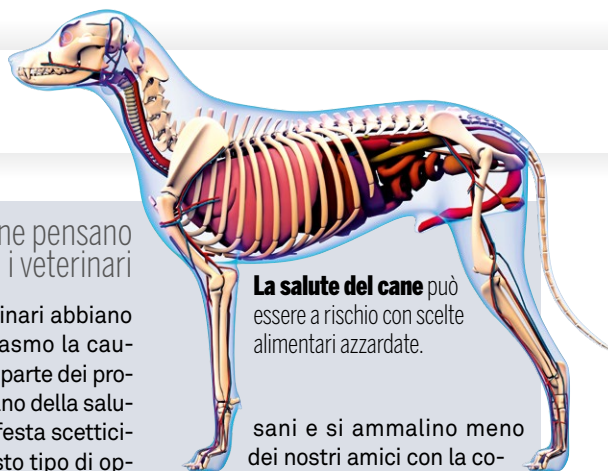 ne pensano
i veterinari
inari abbiano
asmo la cau-
parte dei pro-
no della salu-
festa scettici-
sto tipo di op-
La salute del cane può
essere a rischio con scelte
alimentari azzardate.
sani e si ammalino meno
dei nostri amici con la co-